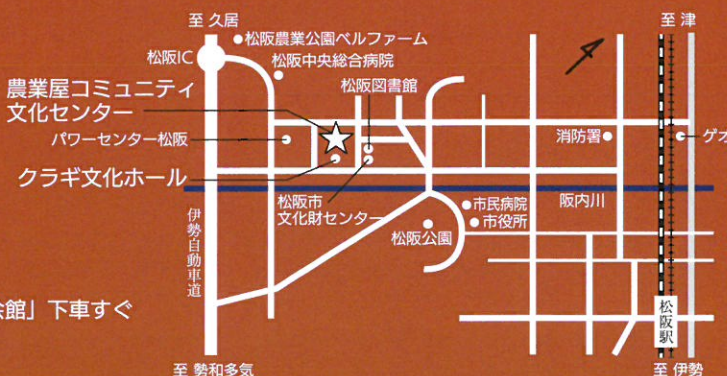 至 久居
至 津
松阪農業公園ベルファーム
松阪IC
松阪中央総合病院
農業屋コミュニティ
文化センター
松阪図書館
パワーセンター松阪
消防署
ゲオ
クラギ文化ホール
松阪市
文化財センター
市民病院
市役所
阪内川
松阪公園
伊勢自動車道
会館」下車すぐ
松阪駅
至 勢和多気
至 伊勢